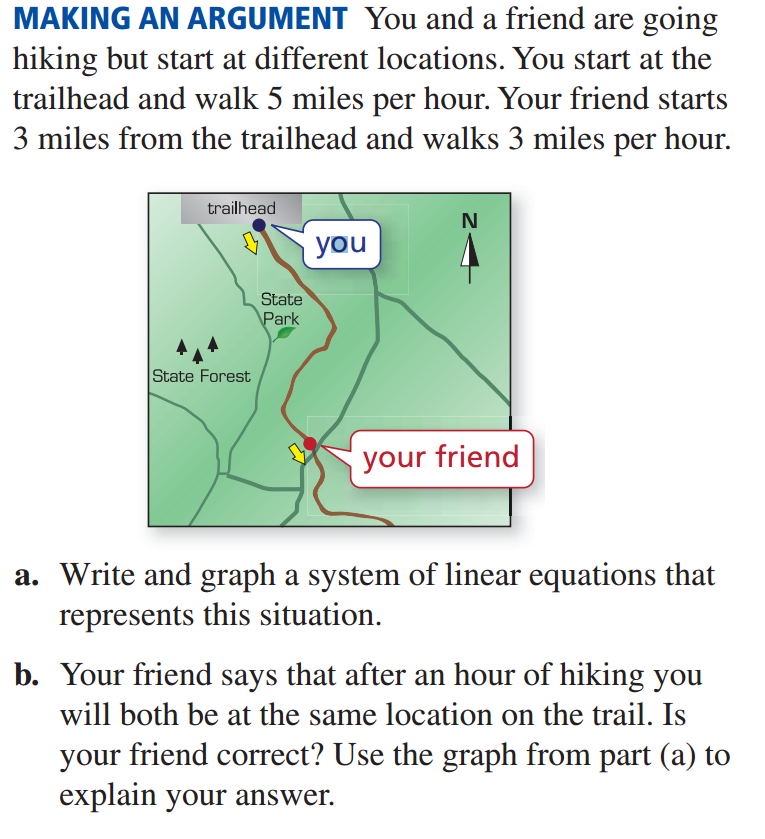 MAKING AN ARGUMENT You and a friend are going
hiking but start at different locations. You start at the
trailhead and walk 5 miles per hour. Your friend starts
3 miles from the trailhead and walks 3 miles per hour.
trailhead
N
you
State
Park
State Forest
your friend
a. Write and graph a system of linear equations that
represents this situation.
b. Your friend says that after an hour of hiking you
will both be at the same location on the trail. Is
your friend correct? Use the graph from part (a) to
explain your answer.